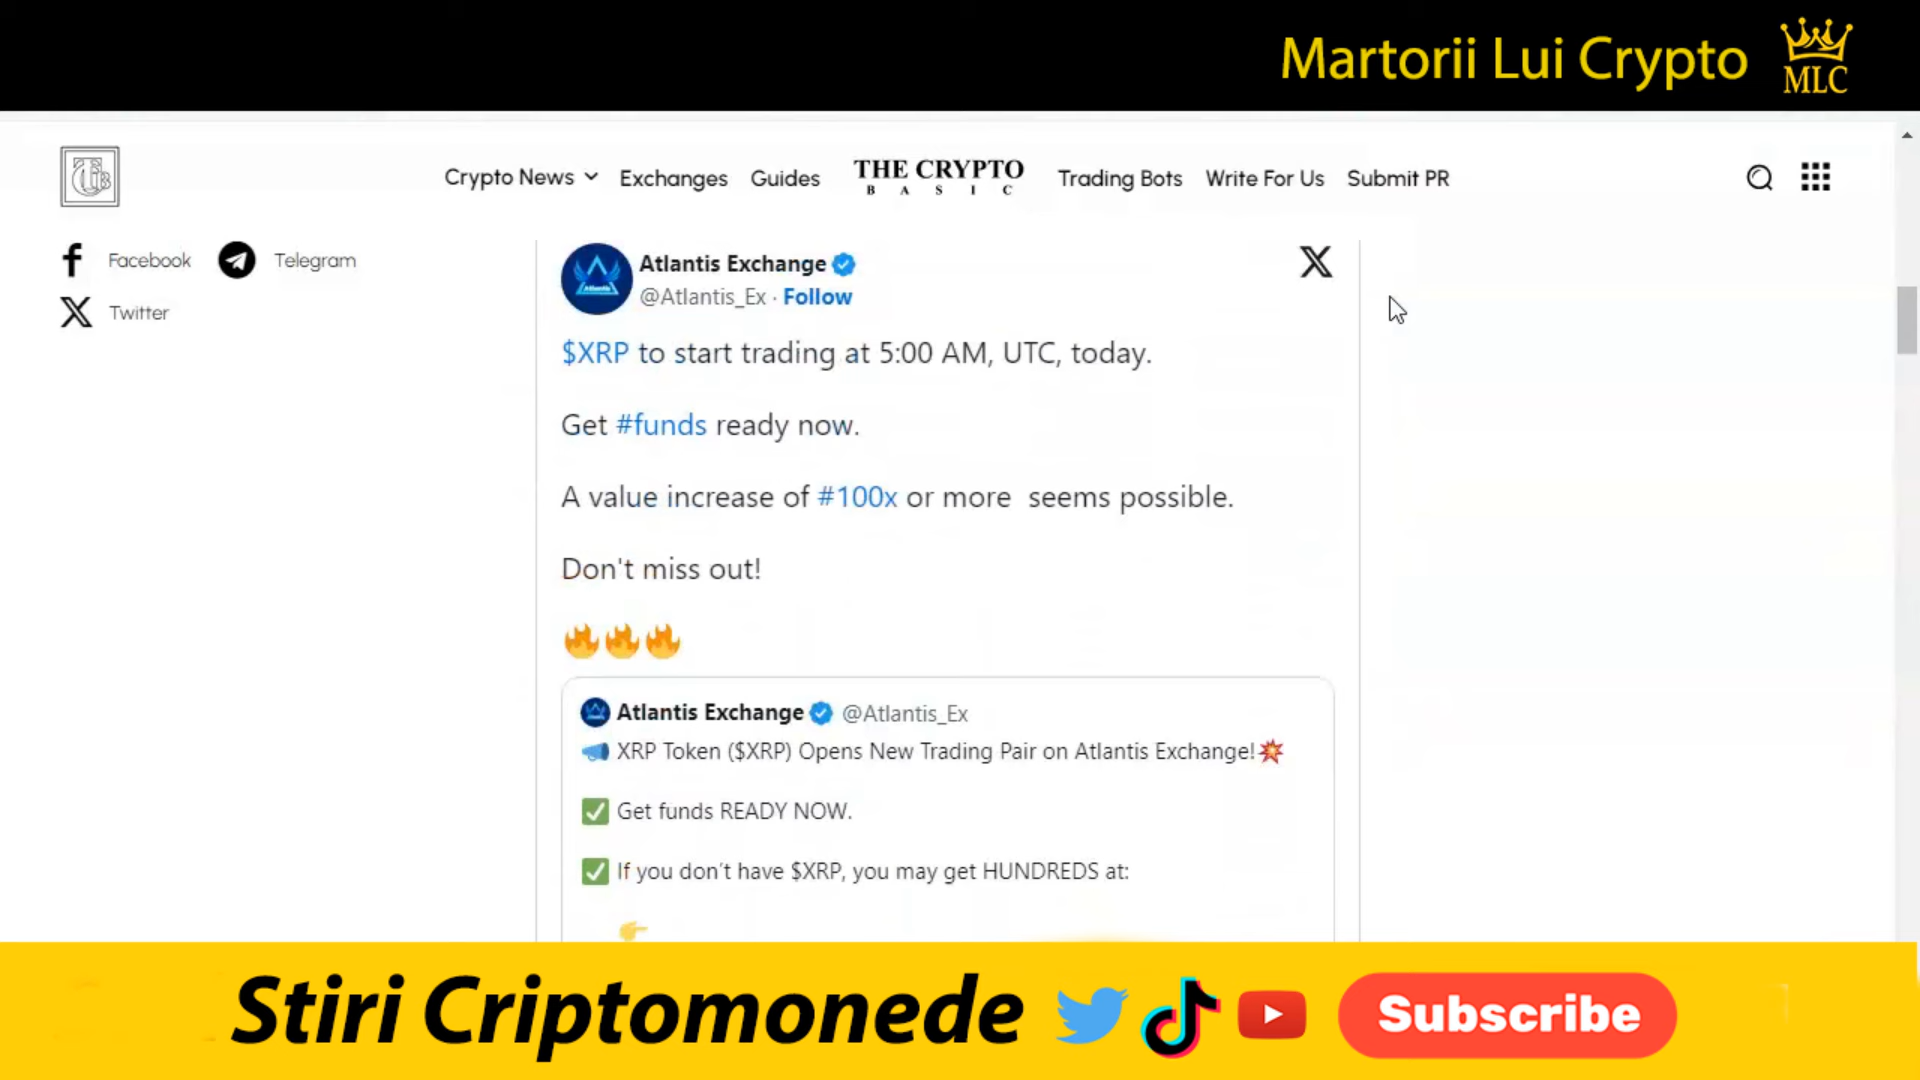 Martorii Lui Crypto
MLC
Crypto News Exchanges Guides THE CRYPTO BASIC Trading Bots Write For Us Submit PR
Facebook Telegram
Twitter
Atlantis Exchange
@Atlantis_Ex · Follow
$XRP to start trading at 5:00 AM, UTC, today.
Get #funds ready now.
A value increase of #100x or more seems possible.
Don't miss out!
Atlantis Exchange @Atlantis_Ex
XRP Token ($XRP) Opens New Trading Pair on Atlantis Exchange!
Get funds READY NOW.
If you don't have $XRP, you may get HUNDREDS at:
Stiri Criptomonede Subscribe